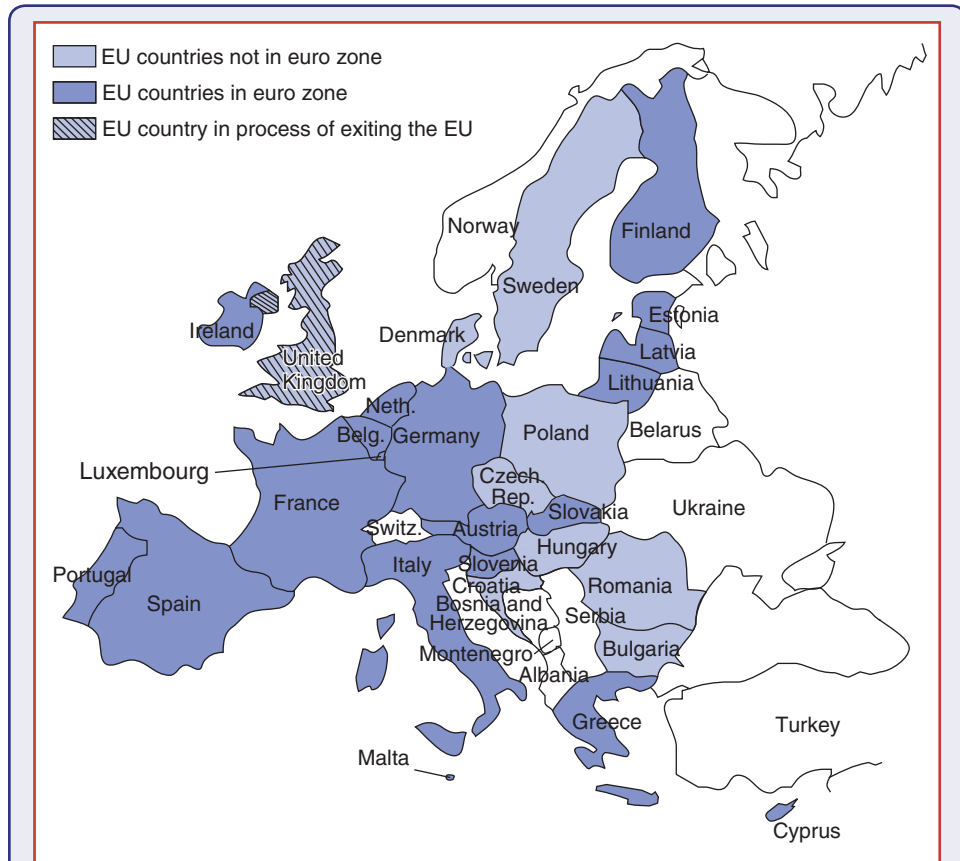 EU countries not in euro zone
EU countries in euro zone
EU country in process of exiting the EU
Norway
Finland
Sweden
Estonia
Denmark
Ireland
Latvia
United
Kingdom
Lithuania
Neth.
Belg.
Germany
Poland
Belarus
Luxembourg
Czech
Rep.
France
Slovakia
Ukraine
Switz.
Austria
Hungary
Italy
Slovenia
Portugal
Croatia
Romania
Spain
Bosnia and
Herzegovina
Serbia
Montenegro
Bulgaria
Albania
Greece
Turkey
Malta
Cyprus